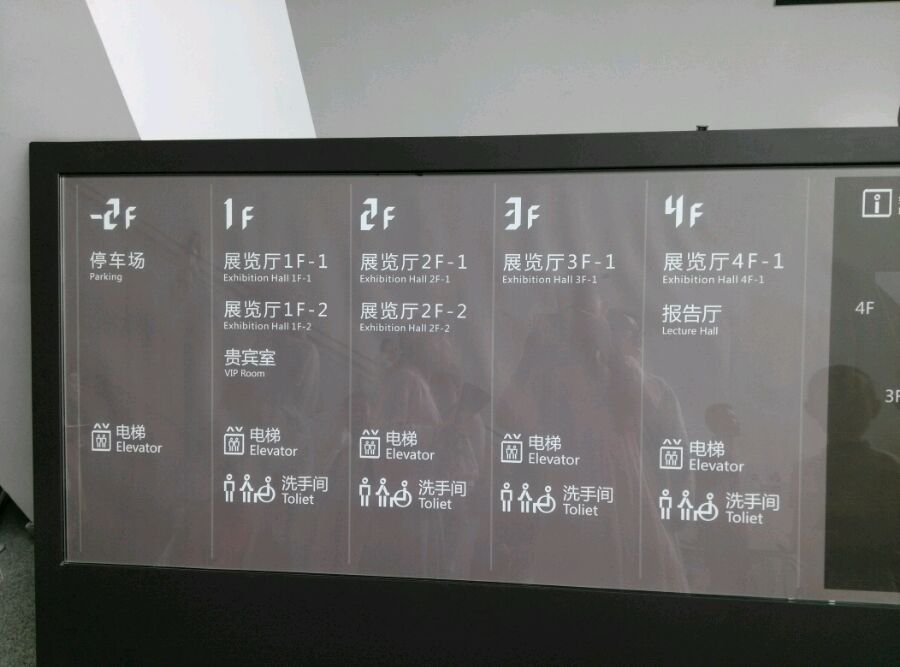 -2F
停车场
Parking
电梯
Elevator
1F
展览厅1F-1
Exhibition Hall 1F-1
展览厅1F-2
Exhibition Hall 1F-2
贵宾室
VIP Room
电梯
Elevator
洗手间
Toliet
2F
展览厅2F-1
Exhibition Hall 2F-1
展览厅2F-2
Exhibition Hall 2F-2
电梯
Elevator
洗手间
Toliet
3F
展览厅3F-1
Exhibition Hall 3F-1
电梯
Elevator
洗手间
Toliet
4F
展览厅4F-1
Exhibition Hall 4F-1
报告厅
Lecture Hall
电梯
Elevator
洗手间
Toliet
i
4F
3F